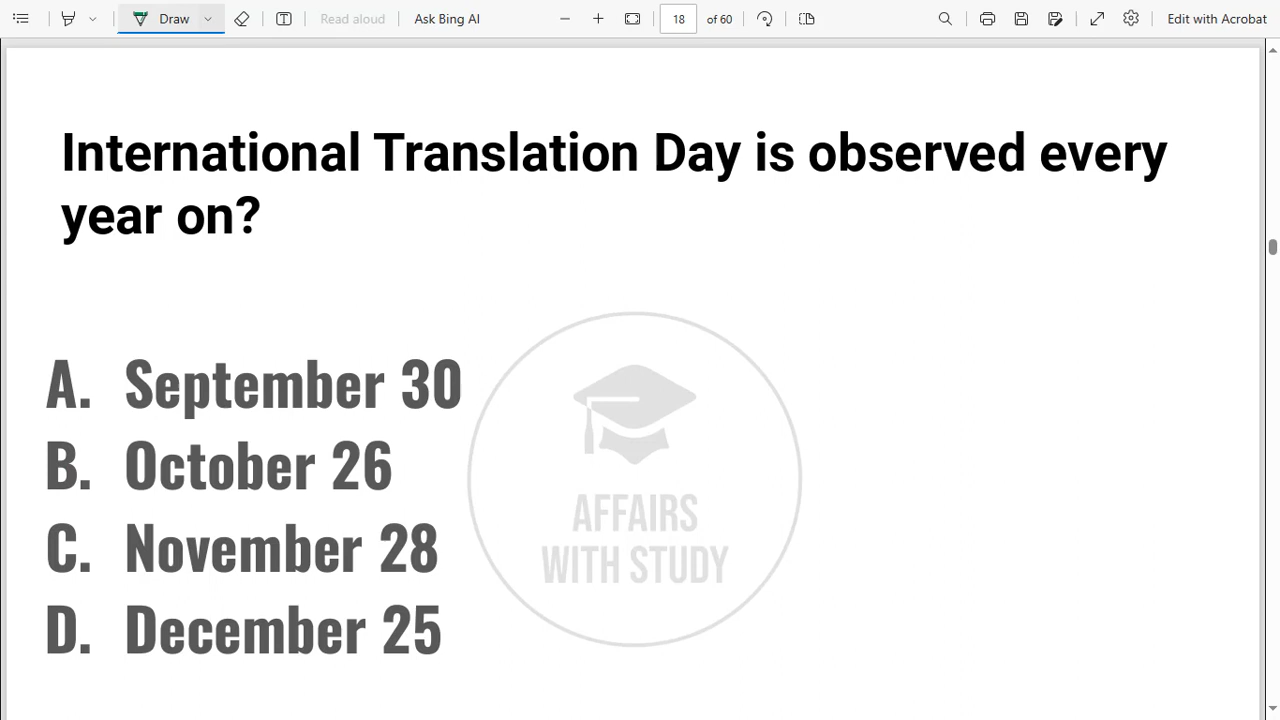 Draw
Read aloud
Ask Bing AI
18
of 60
Edit with Acrobat
International Translation Day is observed every
year on?
A. September 30
B. October 26
C. November 28
D. December 25
AFFAIRS
WITH STUDY